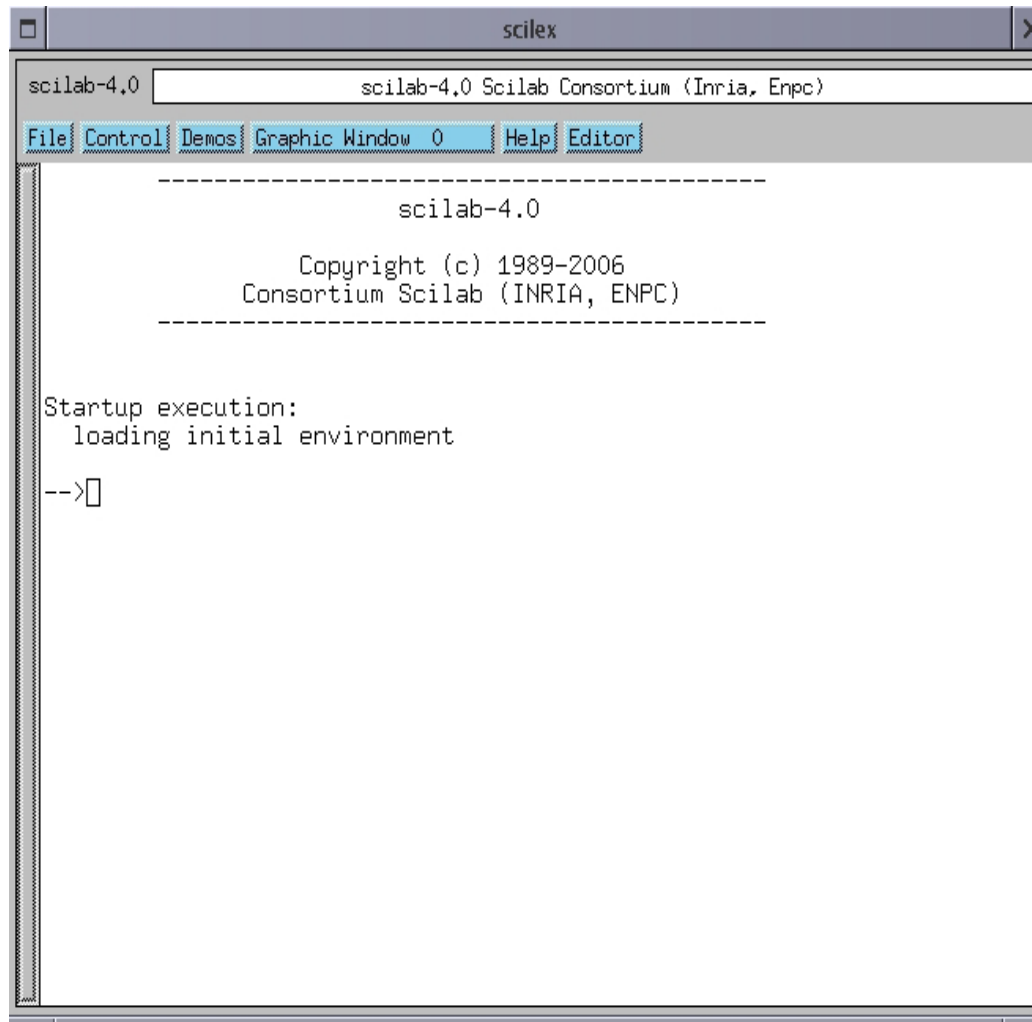 scilex
scilab-4.0 scilab-4.0 Scilab Consortium (Inria, Enpc)
File Control Demos Graphic Window 0 Help Editor
-------------------------------------------
scilab-4.0
Copyright (c) 1989-2006
Consortium Scilab (INRIA, ENPC)
-------------------------------------------
Startup execution:
loading initial environment
-->